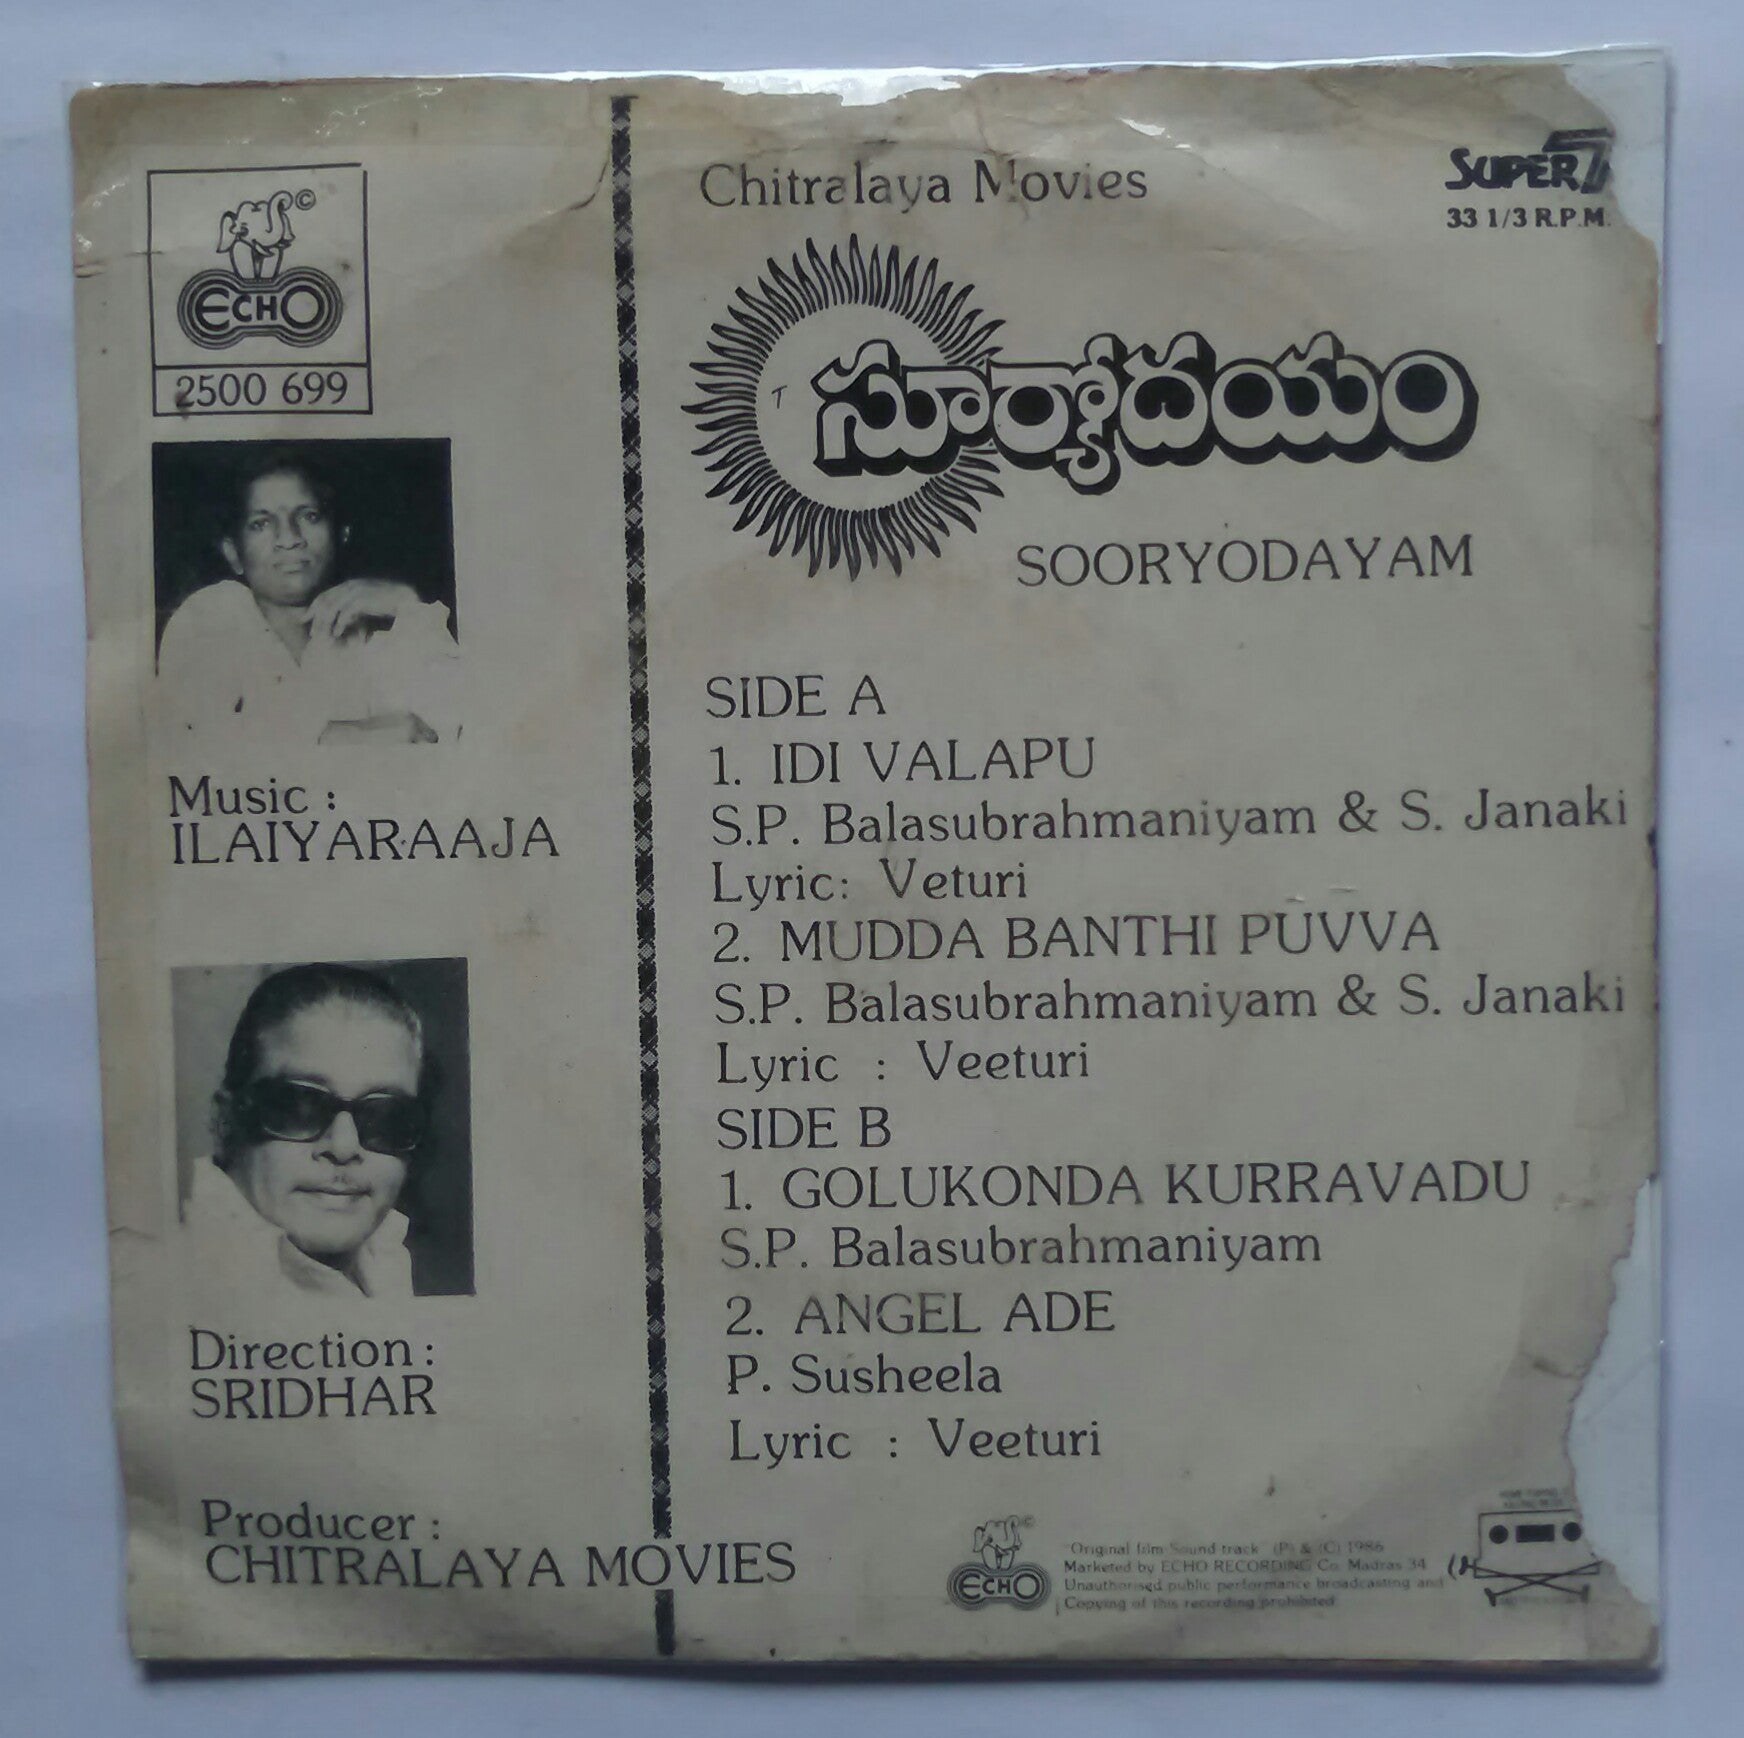 ©
ECHO
2500 699
Music :
ILAIYARAAJA
Direction :
SRIDHAR
Producer :
CHITRALAYA MOVIES
Chitralaya Movies
SUPER 7
33 1/3 R.P.M.
సూర్యోదయం
SOORYODAYAM
SIDE A
1. IDI VALAPU
S.P. Balasubrahmaniyam & S. Janaki
Lyric: Veturi
2. MUDDA BANTHI PUVVA
S.P. Balasubrahmaniyam & S. Janaki
Lyric : Veeturi
SIDE B
1. GOLUKONDA KURRAVADU
S.P. Balasubrahmaniyam
2. ANGEL ADE
P. Susheela
Lyric : Veeturi
©
ECHO
Original film Sound track (P) & (C) 1986
Marketed by ECHO RECORDING Co. Madras 34
Unauthorised public performance broadcasting and
Copying of this recording prohibited